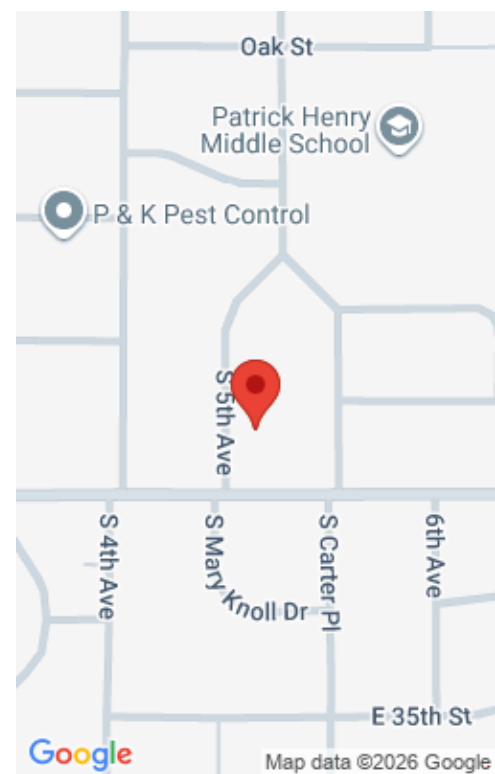 Oak St
Patrick Henry
Middle School
P & K Pest Control
S 5th Ave
S 4th Ave
S Mary Knoll Dr
S Carter Pl
6th Ave
E 35th St
Google
Map data ©2026 Google